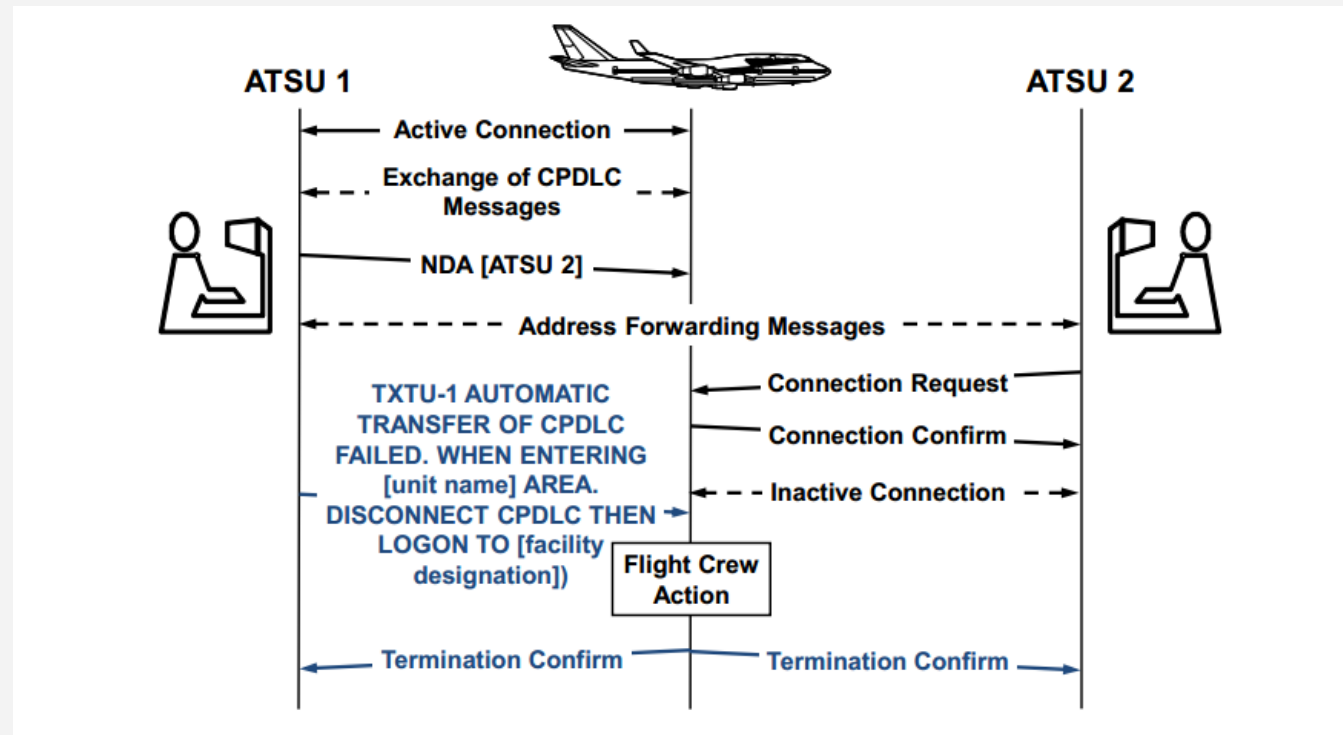 ATSU 1
ATSU 2
Active Connection
Exchange of CPDLC
Messages
NDA [ATSU 2]
Address Forwarding Messages
Connection Request
TXTU-1 AUTOMATIC
TRANSFER OF CPDLC
FAILED. WHEN ENTERING
[unit name] AREA.
DISCONNECT CPDLC THEN
LOGON TO [facility
designation])
Connection Confirm
Inactive Connection
Flight Crew
Action
Termination Confirm
Termination Confirm